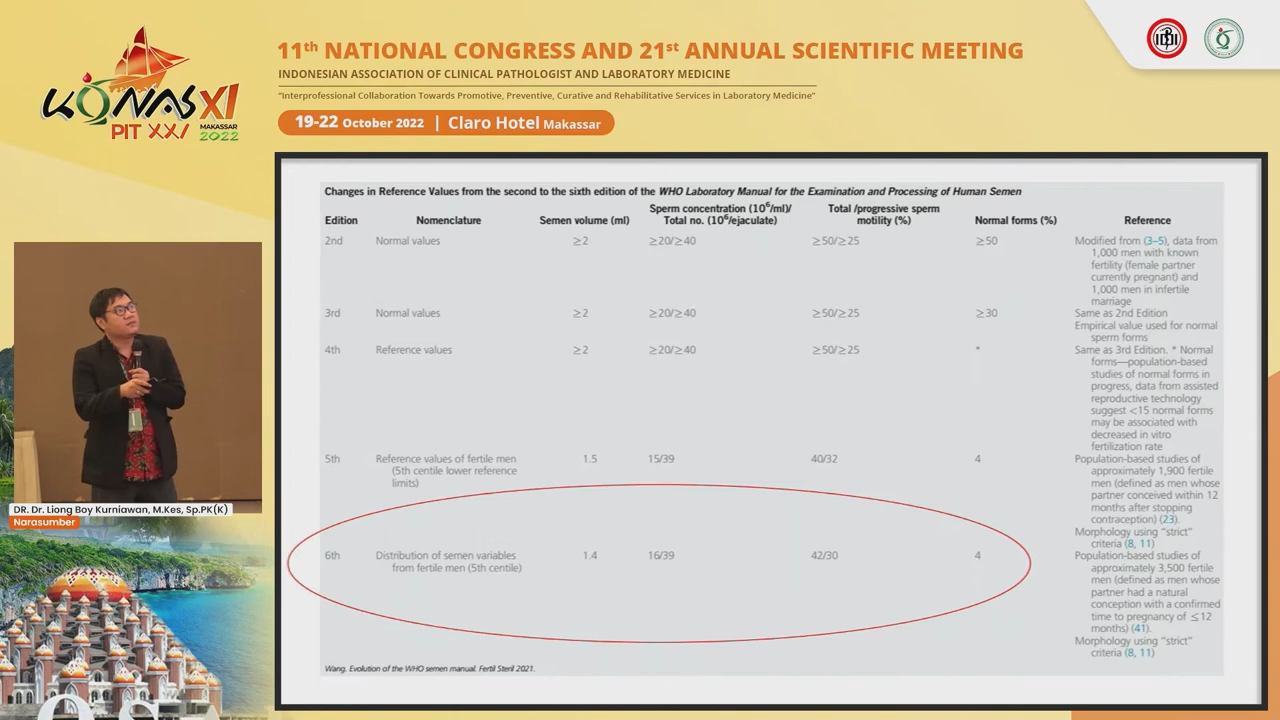 11th NATIONAL CONGRESS AND 21st ANNUAL SCIENTIFIC MEETING
INDONESIAN ASSOCIATION OF CLINICAL PATHOLOGIST AND LABORATORY MEDICINE
"Interprofessional Collaboration Towards Promotive, Preventive, Curative and Rehabilitative Services in Laboratory Medicine"
19-22 October 2022 | Claro Hotel Makassar
KONAS XI
PIT XXI
MAKASSAR
2022
IDI
Changes in Reference Values from the second to the sixth edition of the WHO Laboratory Manual for the Examination and Processing of Human Semen
Edition Nomenclature Semen volume (ml) Sperm concentration (10⁶/ml)/ Total no. (10⁶/ejaculate) Total /progressive sperm motility (%) Normal forms (%) Reference
2nd Normal values ≥2 ≥20/≥40 ≥50/≥25 ≥50 Modified from (3–5), data from
1,000 men with known
fertility (female partner
currently pregnant) and
1,000 men in infertile
marriage
3rd Normal values ≥2 ≥20/≥40 ≥50/≥25 ≥30 Same as 2nd Edition
Empirical value used for normal
sperm forms
4th Reference values ≥2 ≥20/≥40 ≥50/≥25 * Same as 3rd Edition. * Normal
forms—population-based
studies of normal forms in
progress, data from assisted
reproductive technology
suggest <15 normal forms
may be associated with
decreased in vitro
fertilization rate
5th Reference values of fertile men 1.5 15/39 40/32 4 Population-based studies of
(5th centile lower reference approximately 1,900 fertile
limits) men (defined as men whose
partner conceived within 12
months after stopping
contraception) (23).
Morphology using "strict"
criteria (8, 11)
6th Distribution of semen variables 1.4 16/39 42/30 4 Population-based studies of
from fertile men (5th centile) approximately 3,500 fertile
men (defined as men whose
partner had a natural
conception with a confirmed
time to pregnancy of ≤12
months) (41).
Morphology using "strict"
criteria (8, 11)
Wang. Evolution of the WHO semen manual. Fertil Steril 2021.
DR. Dr. Liong Boy Kurniawan, M.Kes, Sp.PK(K)
Narasumber